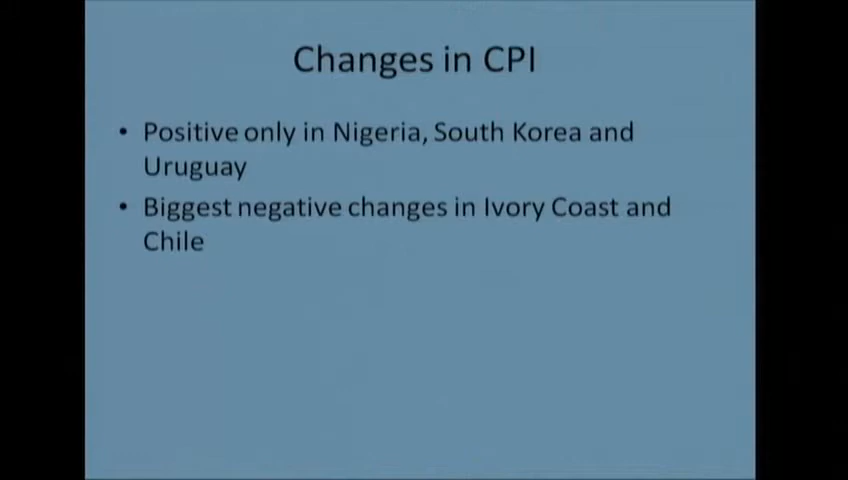 Changes in CPI
• Positive only in Nigeria, South Korea and
Uruguay
• Biggest negative changes in Ivory Coast and
Chile